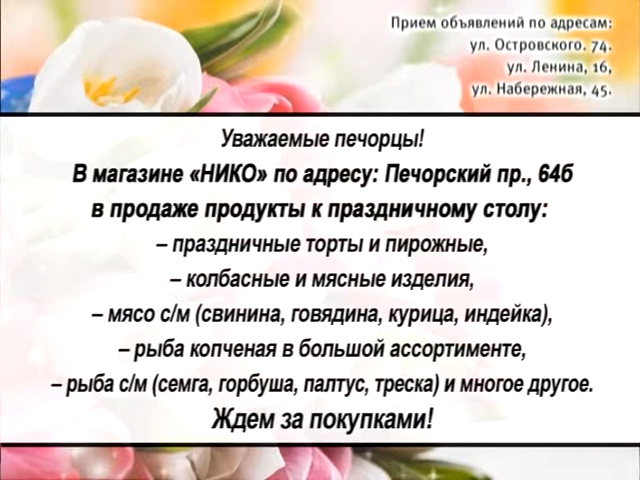 Прием объявлений по адресам:
ул. Островского. 74.
ул. Ленина, 16,
ул. Набережная, 45.
Уважаемые печорцы!
В магазине «НИКО» по адресу: Печорский пр., 64б
в продаже продукты к праздничному столу:
– праздничные торты и пирожные,
– колбасные и мясные изделия,
– мясо с/м (свинина, говядина, курица, индейка),
– рыба копченая в большой ассортименте,
– рыба с/м (семга, горбуша, палтус, треска) и многое другое.
Ждем за покупками!